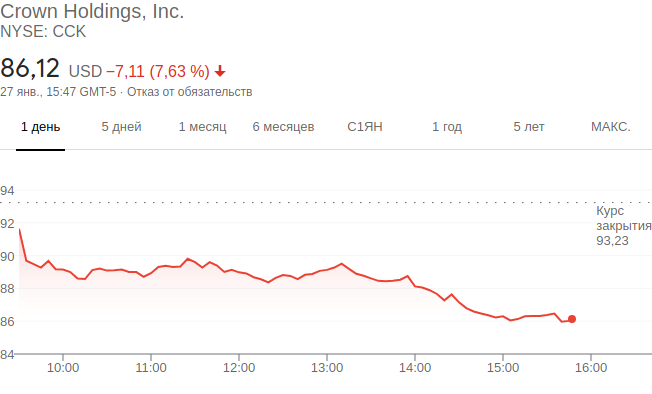 Crown Holdings, Inc.
NYSE: CCK
86,12 USD −7,11 (7,63 %)
27 янв., 15:47 GMT-5 · Отказ от обязательств
1 день 5 дней 1 месяц 6 месяцев С1ЯН 1 год 5 лет МАКС.
94
Курс
закрытия
93,23
92
90
88
86
84
10:00 11:00 12:00 13:00 14:00 15:00 16:00